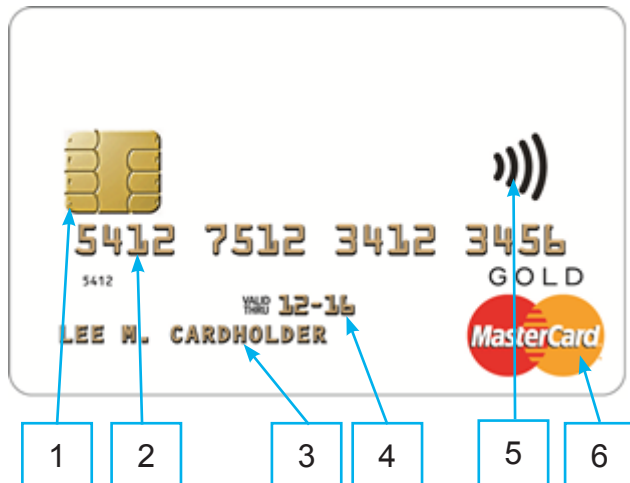 5412 7512 3412 3456
5412
GOLD
VALID THRU 12-16
LEE M. CARDHOLDER
MasterCard
1 2 3 4 5 6